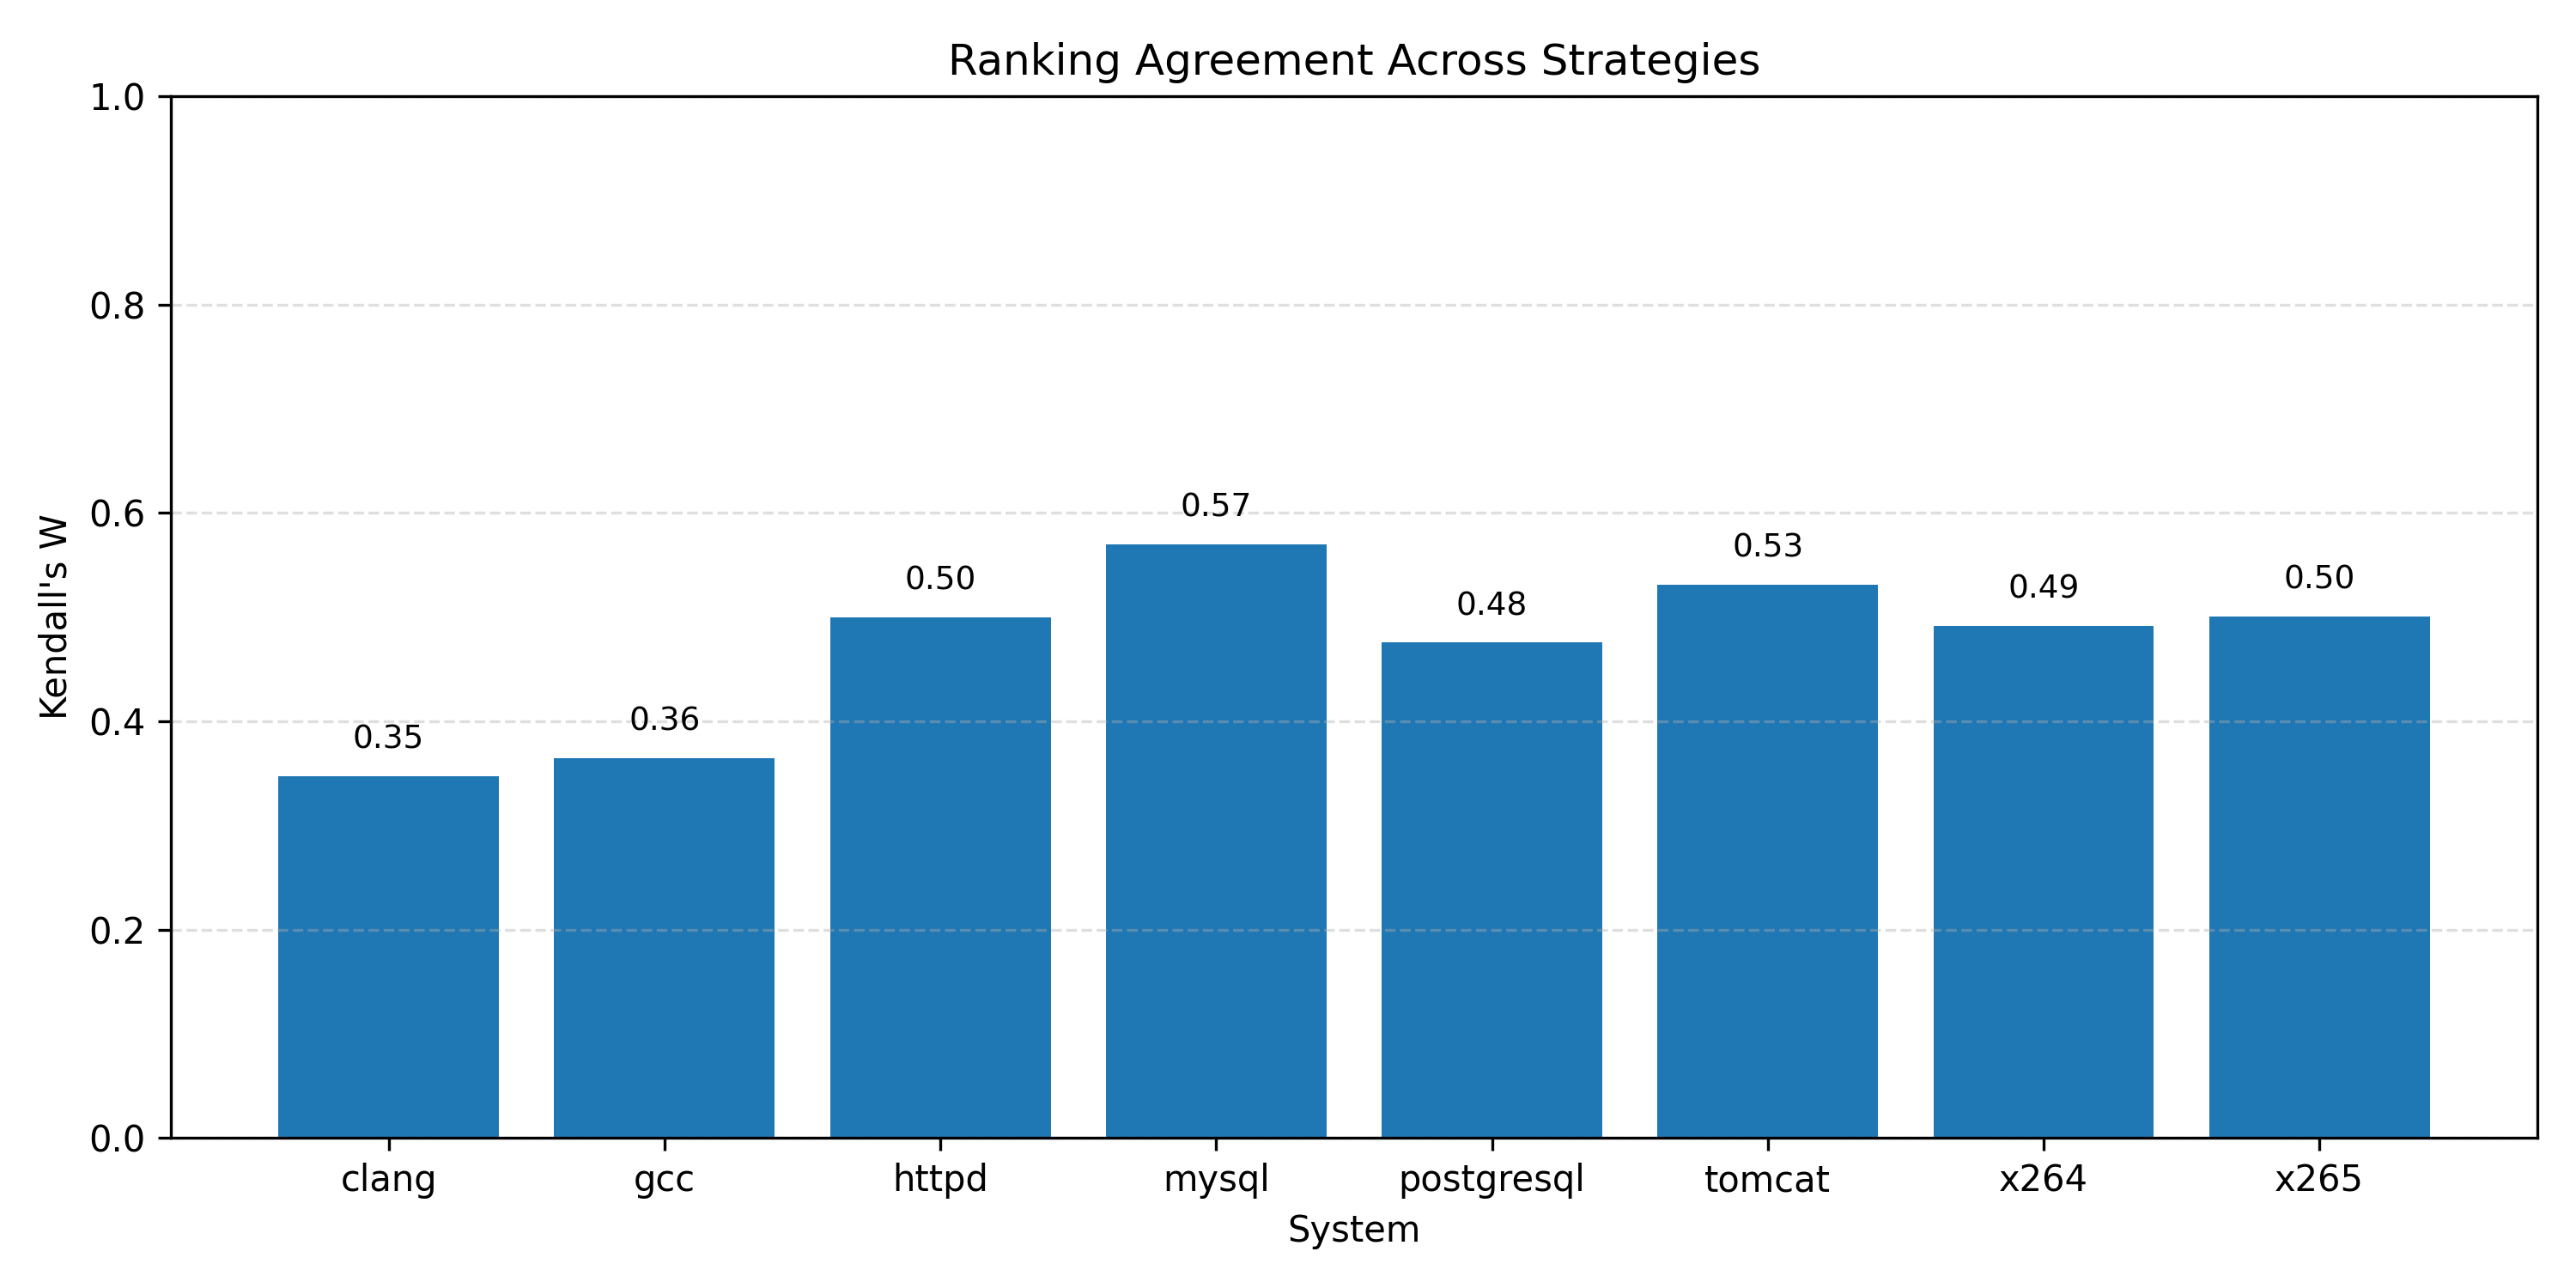 Ranking Agreement Across Strategies
1.0
0.8
0.6
0.4
0.2
0.0
Kendall's W
0.35
0.36
0.50
0.57
0.48
0.53
0.49
0.50
clang
gcc
httpd
mysql
postgresql
tomcat
x264
x265
System